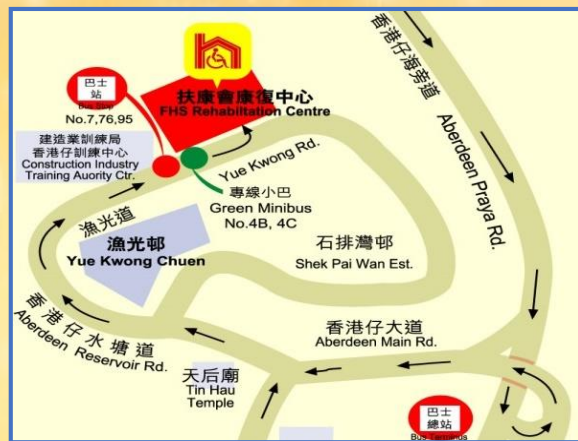 巴士
站
Bus Stop
No.7,76,95
扶康會康復中心
FHS Rehabiltation Centre
建造業訓練局
香港仔訓練中心
Construction Industry
Training Auority Ctr.
Yue Kwong Rd.
專線小巴
Green Minibus
No.4B, 4C
漁光道
漁光邨
Yue Kwong Chuen
石排灣邨
Shek Pai Wan Est.
香港仔海旁道
Aberdeen Praya Rd.
香港仔水塘道
Aberdeen Reservoir Rd.
香港仔大道
Aberdeen Main Rd.
天后廟
Tin Hau
Temple
巴士
總站
Bus Terminus